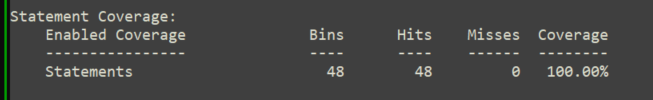 Statement Coverage:
    Enabled Coverage              Bins      Hits    Misses  Coverage
    ----------------              ----      ----    ------  --------
    Statements                      48        48         0   100.00%